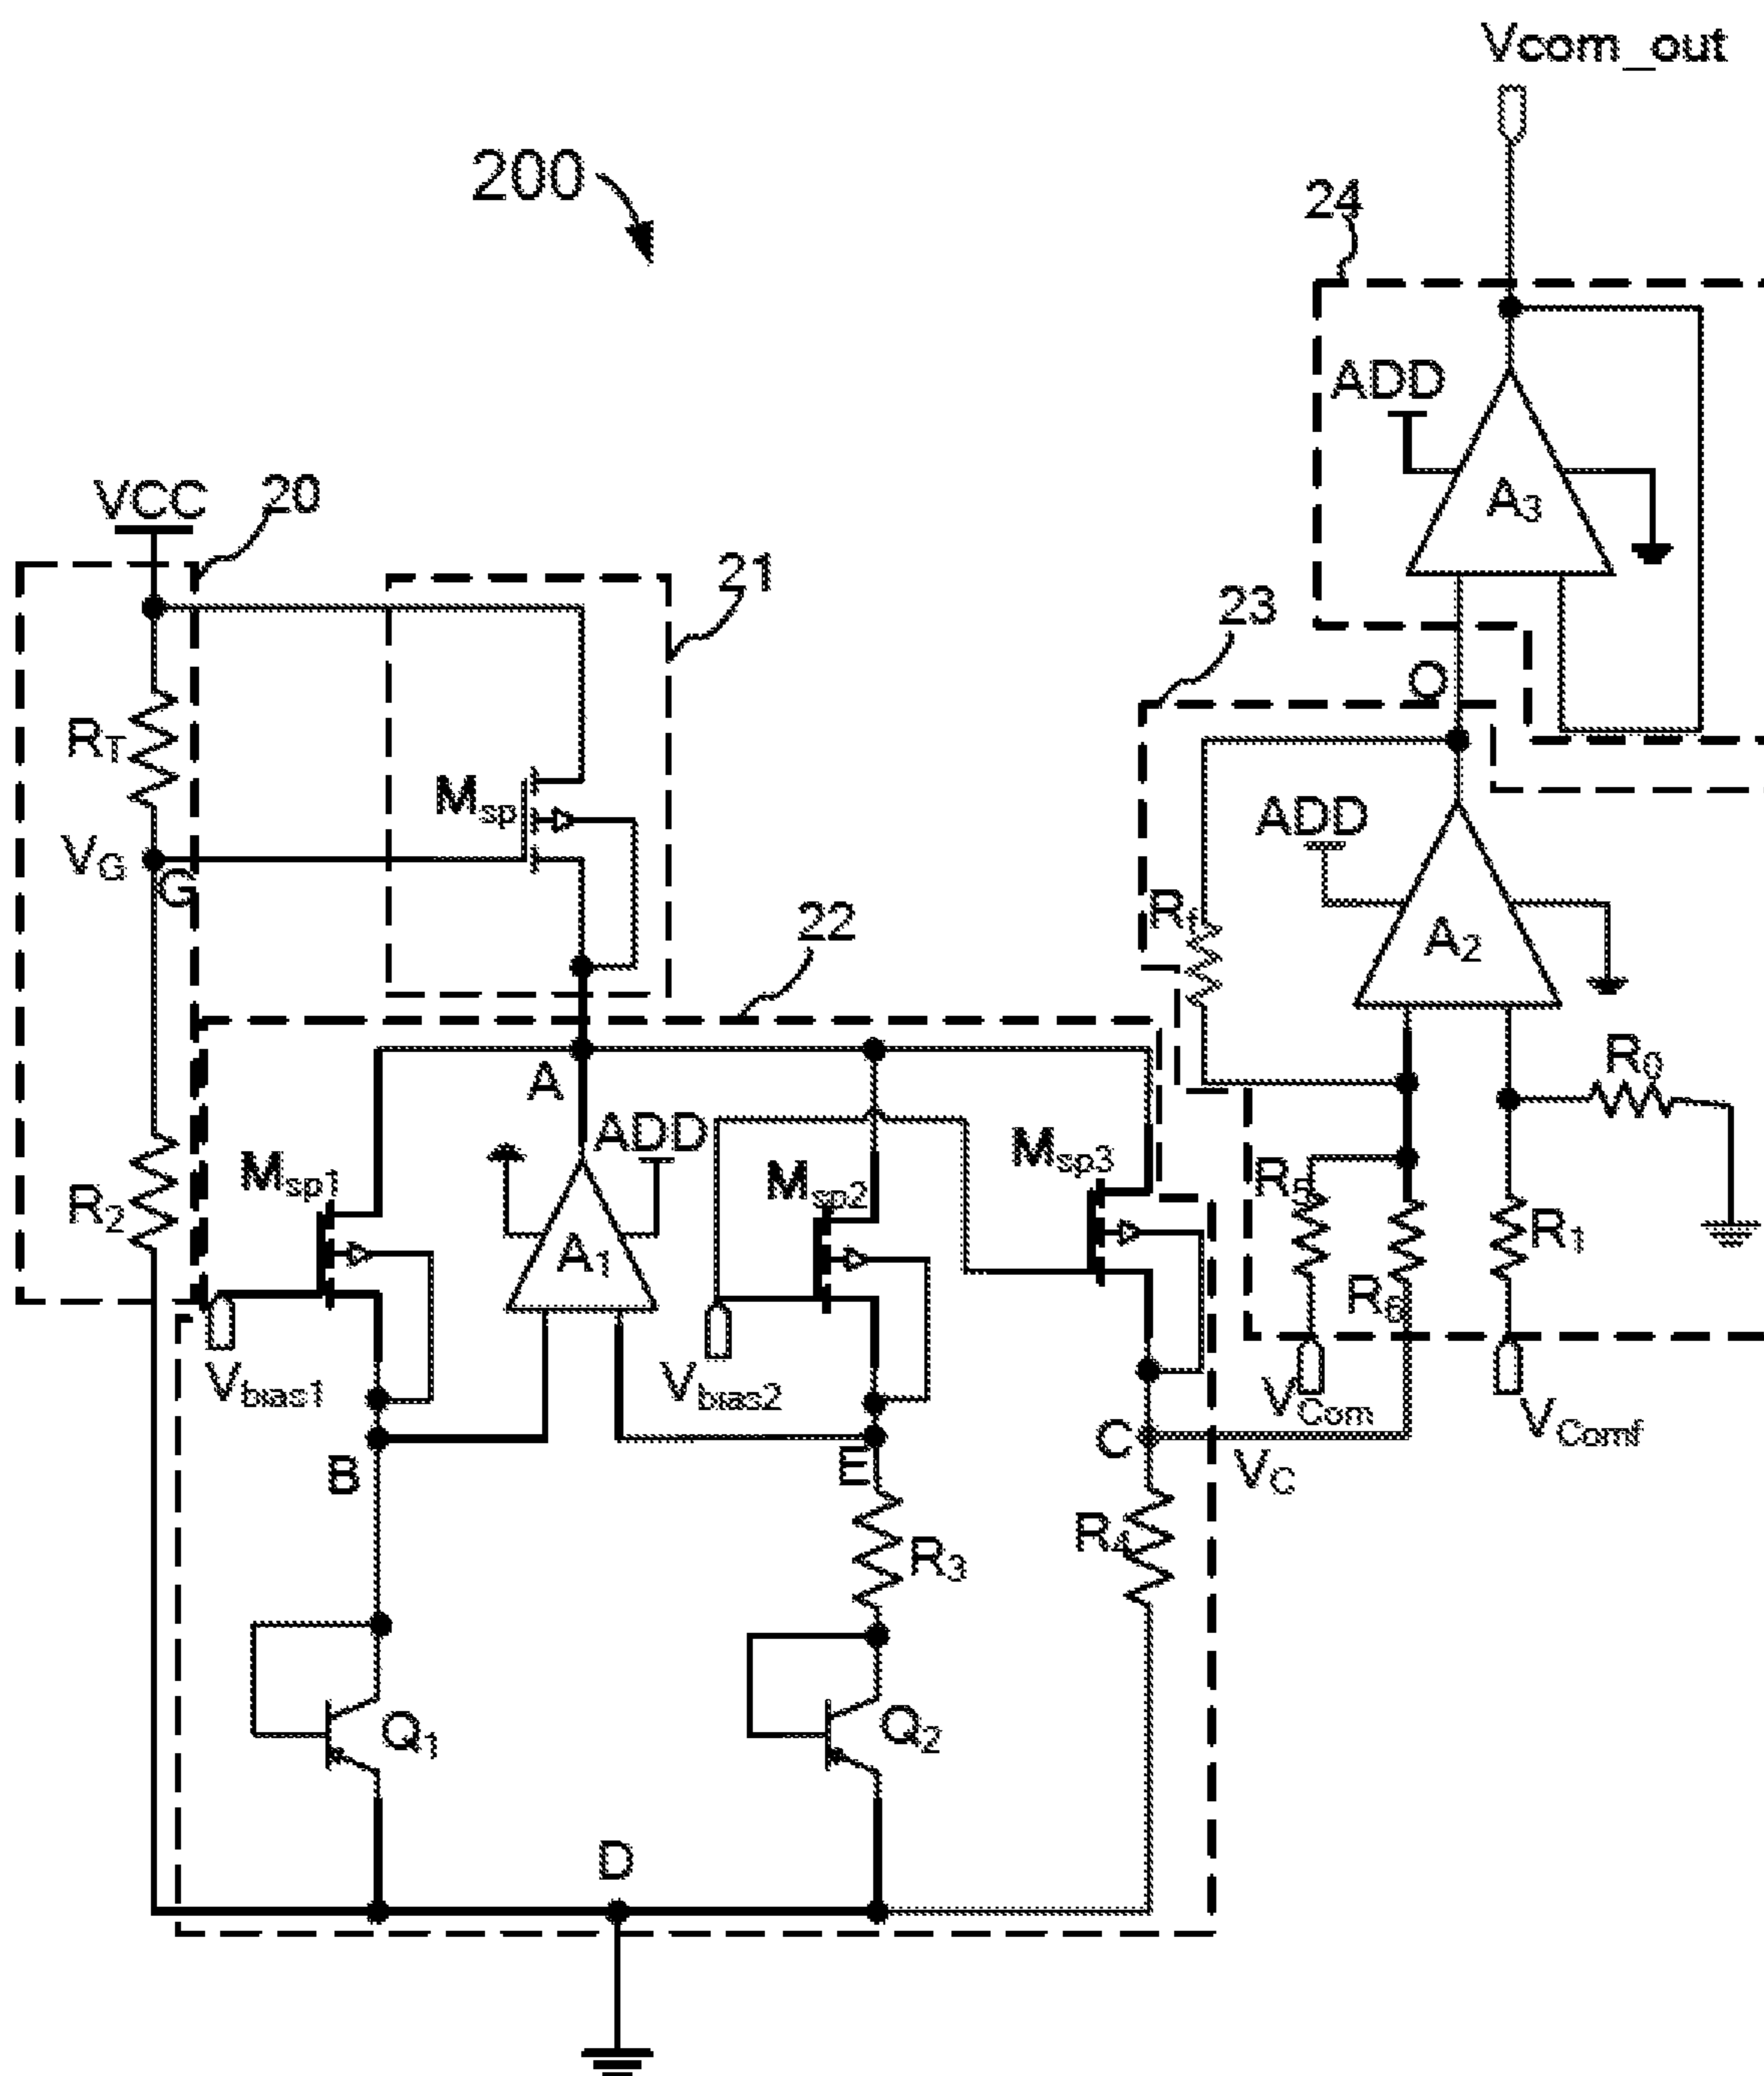 Vcom_out
200
24
ADD
A3
VCC
20
21
23
RT
Msp
VG
G
O
ADD
Rf
A2
22
A
ADD
R0
R2
Msp1
A1
Msp2
Msp3
R5
R6
R1
Vbias1
Vbias2
VCom
VComf
B
E
C
VC
R3
R4
Q1
Q2
D